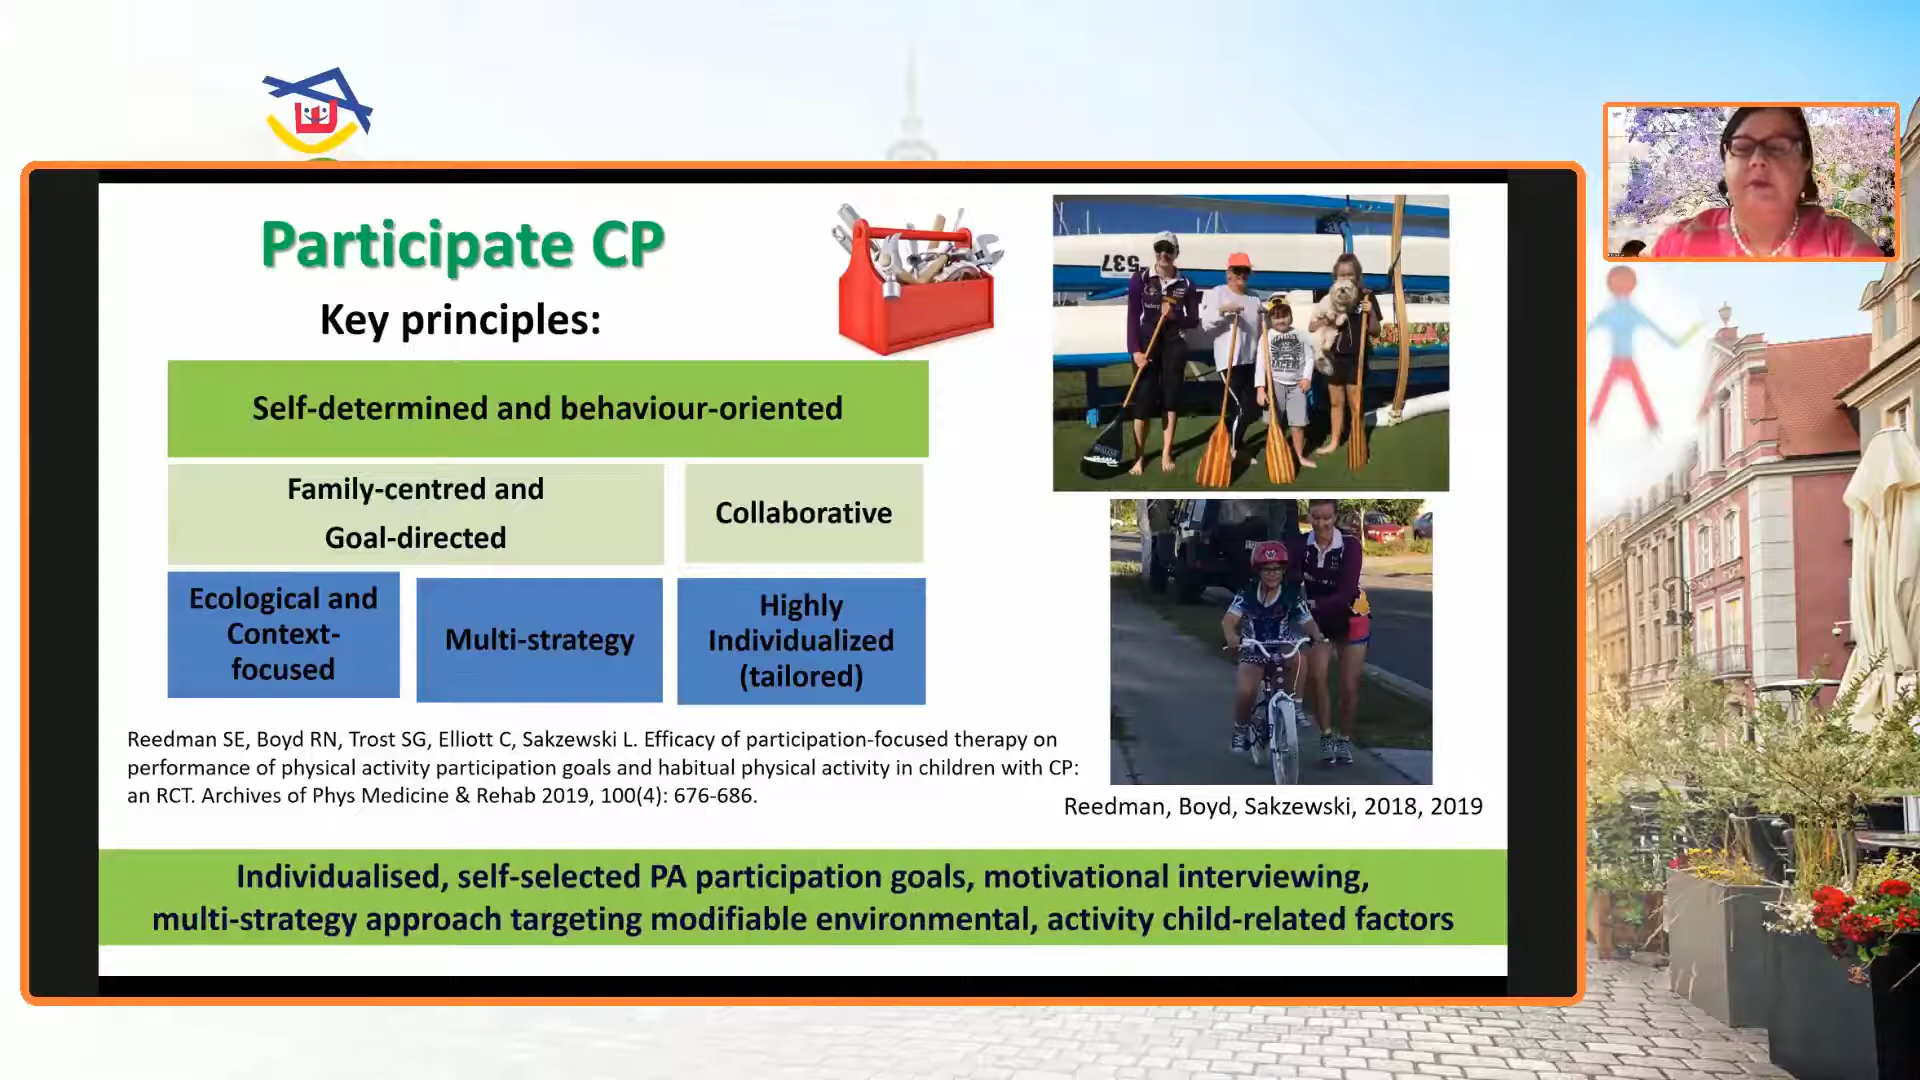 Participate CP
Key principles:
Self-determined and behaviour-oriented
Family-centred and
Goal-directed
Collaborative
Ecological and
Context-
focused
Multi-strategy
Highly
Individualized
(tailored)
537
Reedman SE, Boyd RN, Trost SG, Elliott C, Sakzewski L. Efficacy of participation-focused therapy on
performance of physical activity participation goals and habitual physical activity in children with CP:
an RCT. Archives of Phys Medicine & Rehab 2019, 100(4): 676-686.
Reedman, Boyd, Sakzewski, 2018, 2019
Individualised, self-selected PA participation goals, motivational interviewing,
multi-strategy approach targeting modifiable environmental, activity child-related factors